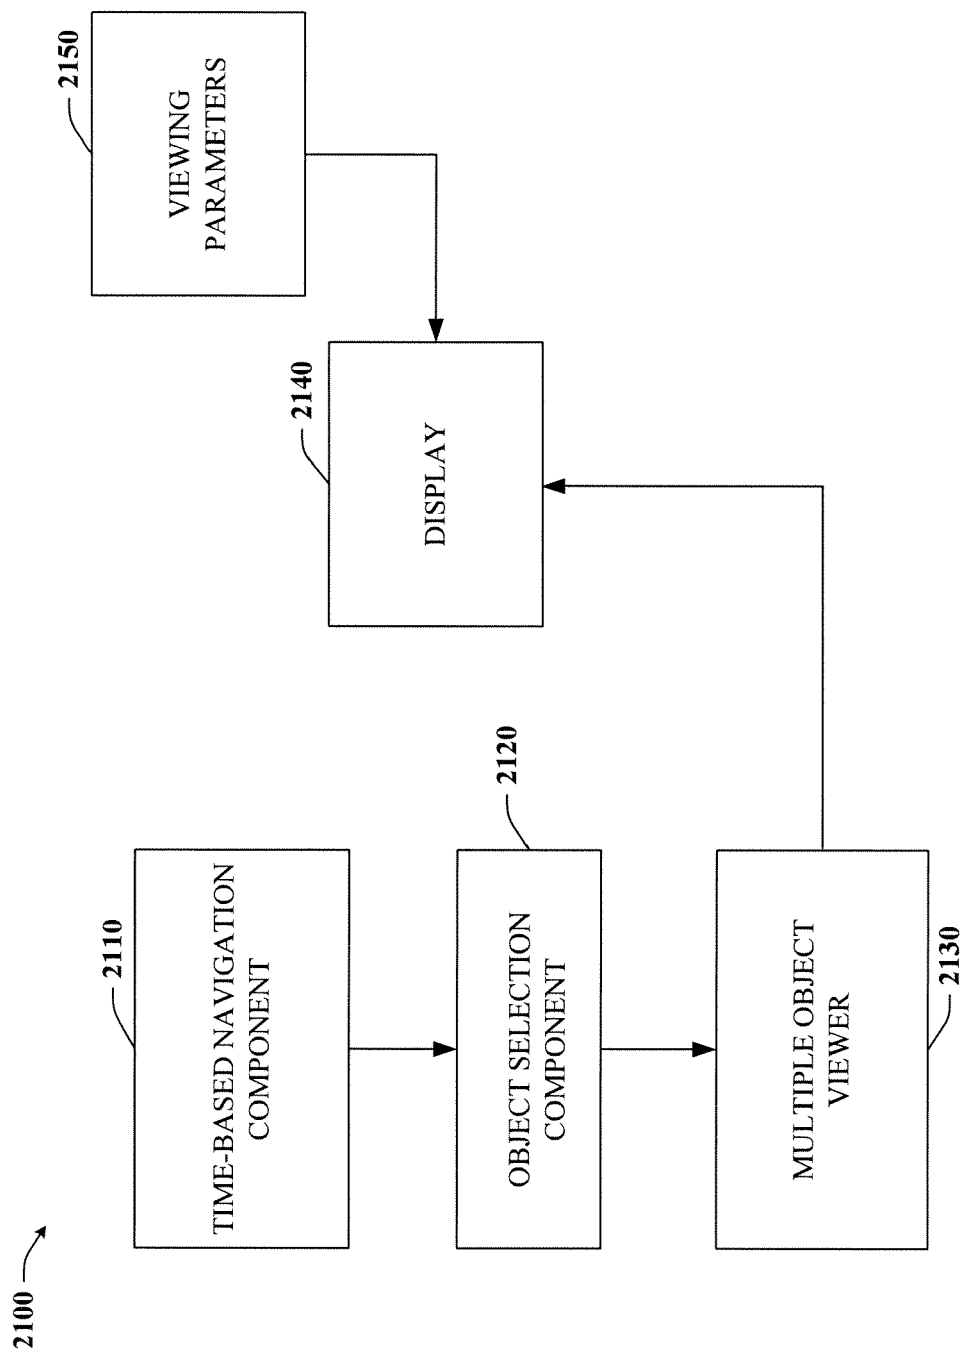 2100
2110
TIME-BASED NAVIGATION
COMPONENT
2120
OBJECT SELECTION
COMPONENT
MULTIPLE OBJECT
VIEWER
2130
2140
DISPLAY
2150
VIEWING
PARAMETERS